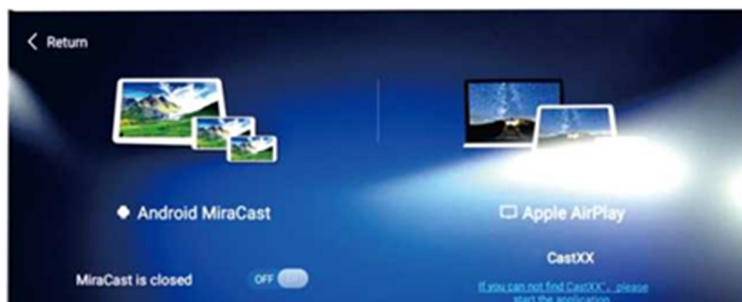 Return
Android MiraCast
Apple AirPlay
MiraCast is closed OFF
CastXX
If you can not find CastXX", please
start the application